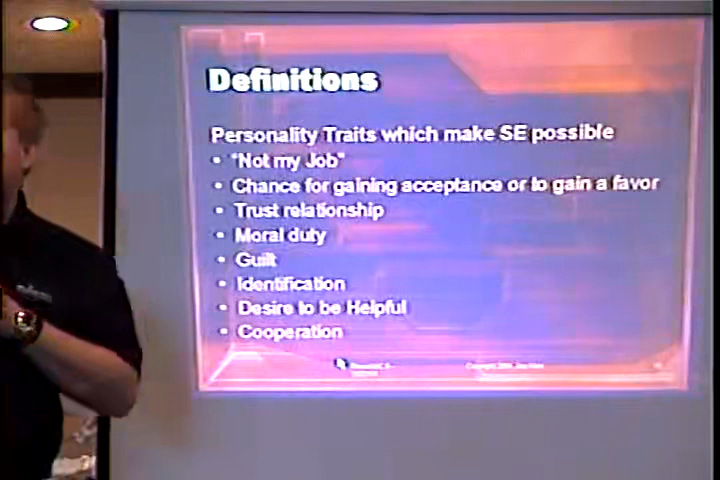 Definitions
Personality Traits which make SE possible
• "Not my Job"
• Chance for gaining acceptance or to gain a favor
• Trust relationship
• Moral duty
• Guilt
• Identification
• Desire to be Helpful
• Cooperation